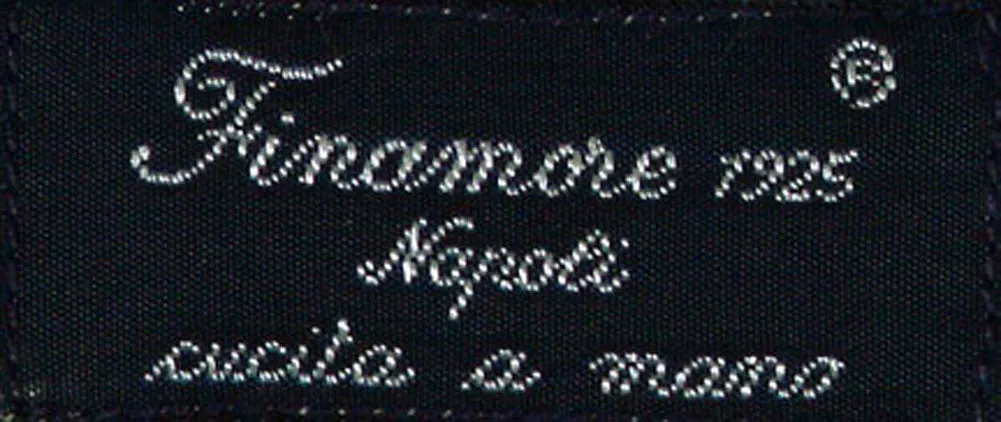 Finamore 1925 ®
Napoli
cucita a mano